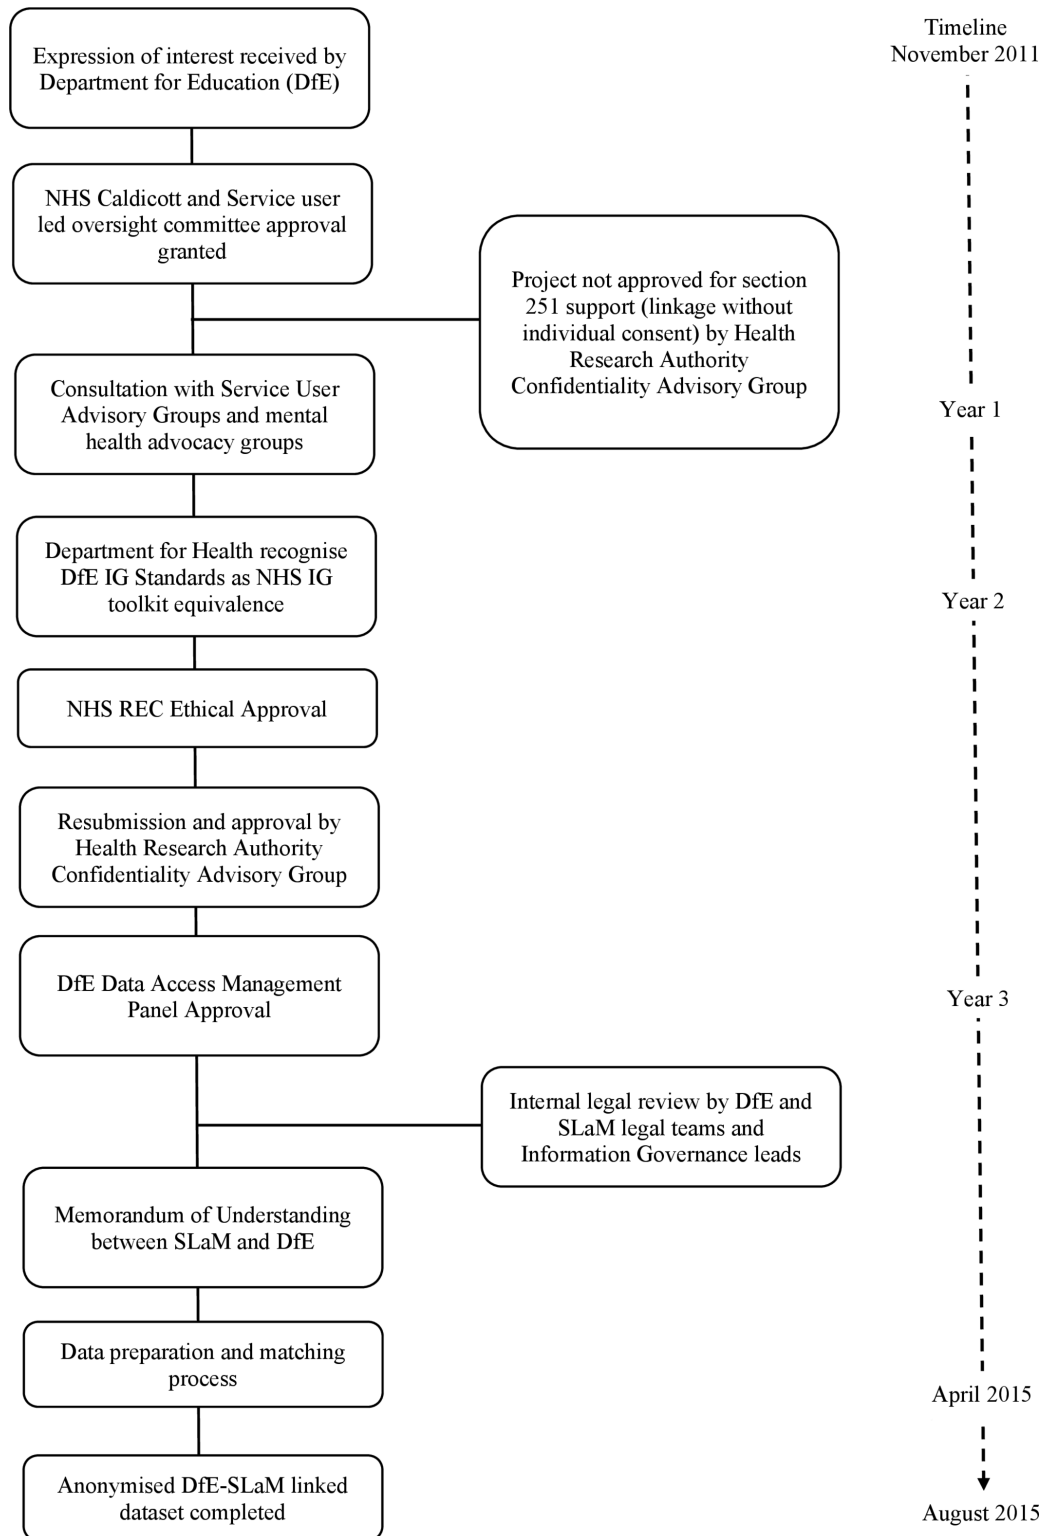 Expression of interest received by
Department for Education (DfE)
NHS Caldicott and Service user
led oversight committee approval
granted
Project not approved for section
251 support (linkage without
individual consent) by Health
Research Authority
Confidentiality Advisory Group
Consultation with Service User
Advisory Groups and mental
health advocacy groups
Department for Health recognise
DfE IG Standards as NHS IG
toolkit equivalence
NHS REC Ethical Approval
Resubmission and approval by
Health Research Authority
Confidentiality Advisory Group
DfE Data Access Management
Panel Approval
Internal legal review by DfE and
SLaM legal teams and
Information Governance leads
Memorandum of Understanding
between SLaM and DfE
Data preparation and matching
process
Anonymised DfE-SLaM linked
dataset completed
Timeline
November 2011
Year 1
Year 2
Year 3
April 2015
August 2015